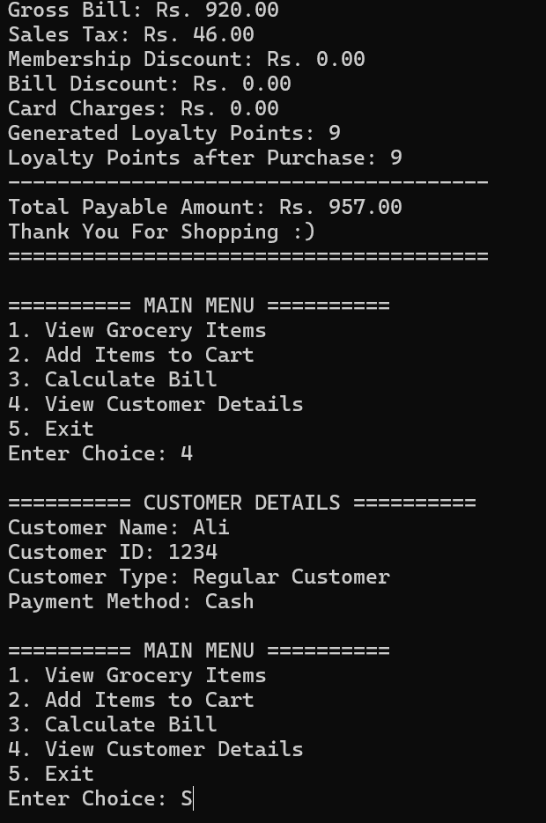 Gross Bill: Rs. 920.00
Sales Tax: Rs. 46.00
Membership Discount: Rs. 0.00
Bill Discount: Rs. 0.00
Card Charges: Rs. 0.00
Generated Loyalty Points: 9
Loyalty Points after Purchase: 9
---------------------------------------
Total Payable Amount: Rs. 957.00
Thank You For Shopping :)
=======================================
========== MAIN MENU ==========
1. View Grocery Items
2. Add Items to Cart
3. Calculate Bill
4. View Customer Details
5. Exit
Enter Choice: 4
========== CUSTOMER DETAILS ==========
Customer Name: Ali
Customer ID: 1234
Customer Type: Regular Customer
Payment Method: Cash
========== MAIN MENU ==========
1. View Grocery Items
2. Add Items to Cart
3. Calculate Bill
4. View Customer Details
5. Exit
Enter Choice: S